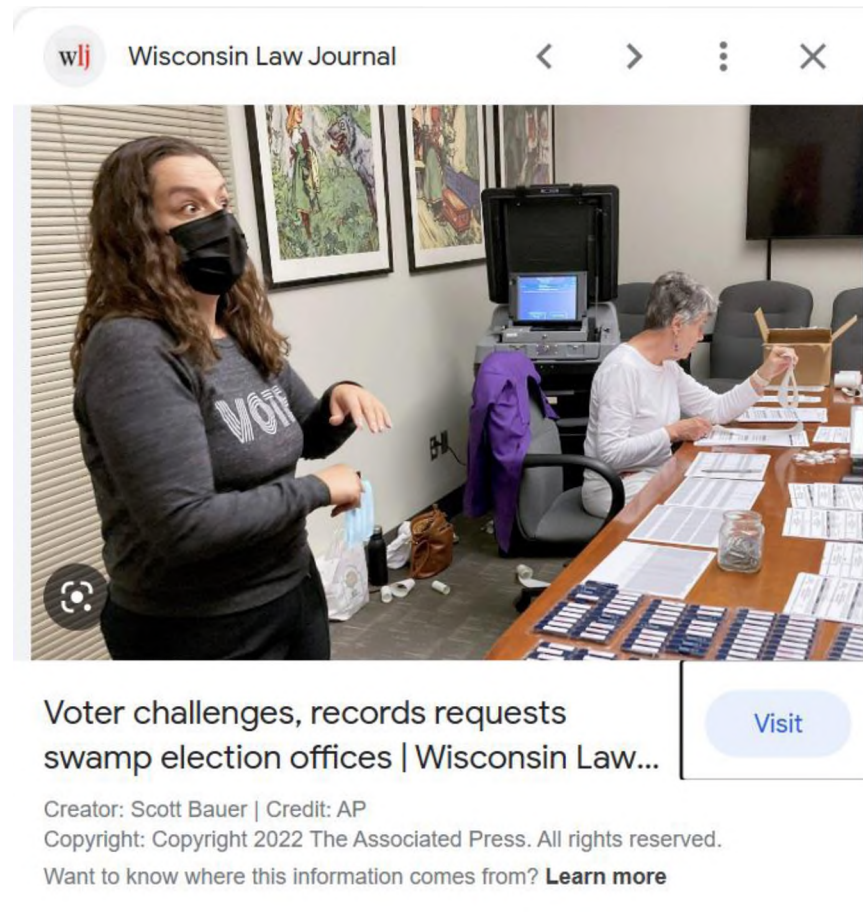 wlj Wisconsin Law Journal
VOTE
Voter challenges, records requests
swamp election offices | Wisconsin Law...
Visit
Creator: Scott Bauer | Credit: AP
Copyright: Copyright 2022 The Associated Press. All rights reserved.
Want to know where this information comes from? Learn more